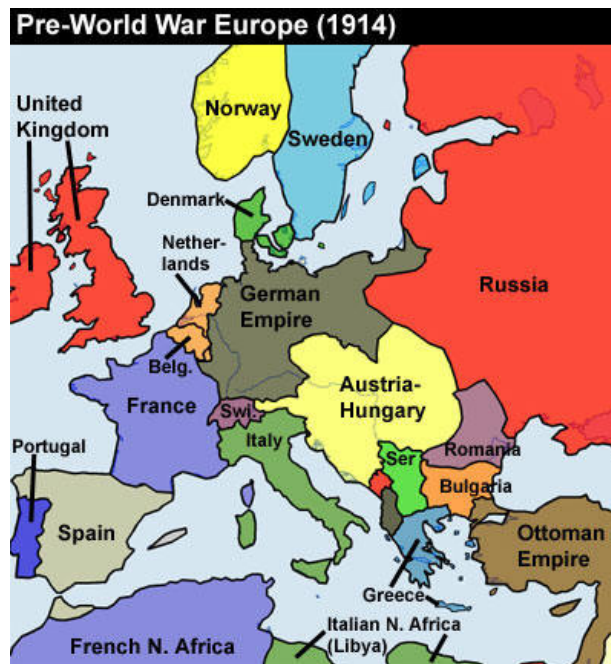 Pre-World War Europe (1914)
United
Kingdom
Norway
Sweden
Denmark
Nether-
lands
German
Empire
Russia
Belg.
France
Swi.
Austria-
Hungary
Italy
Portugal
Ser
Romania
Bulgaria
Spain
Ottoman
Empire
Greece
French N. Africa
Italian N. Africa
(Libya)